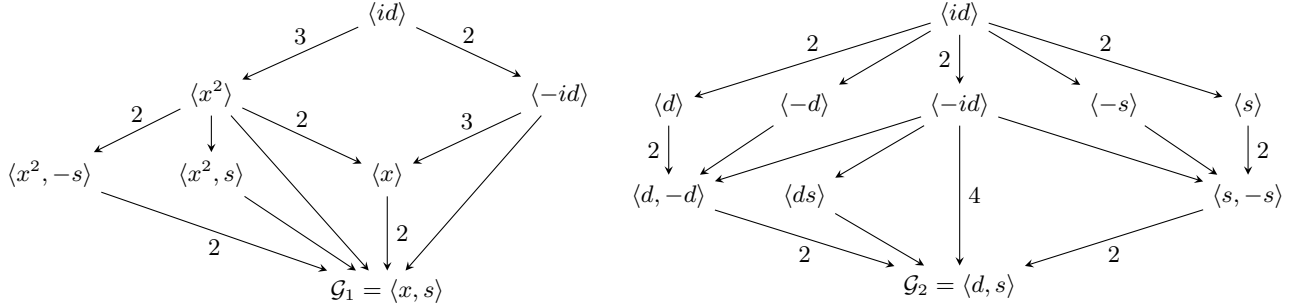 ⟨id⟩
3 2
⟨x²⟩ ⟨−id⟩
2 2 3
⟨x², −s⟩ ⟨x², s⟩ ⟨x⟩
2 2
𝒢₁ = ⟨x, s⟩
⟨id⟩
2 2 2
⟨d⟩ ⟨−d⟩ ⟨−id⟩ ⟨−s⟩ ⟨s⟩
2 2
⟨d, −d⟩ ⟨ds⟩ 4 ⟨s, −s⟩
2 2
𝒢₂ = ⟨d, s⟩